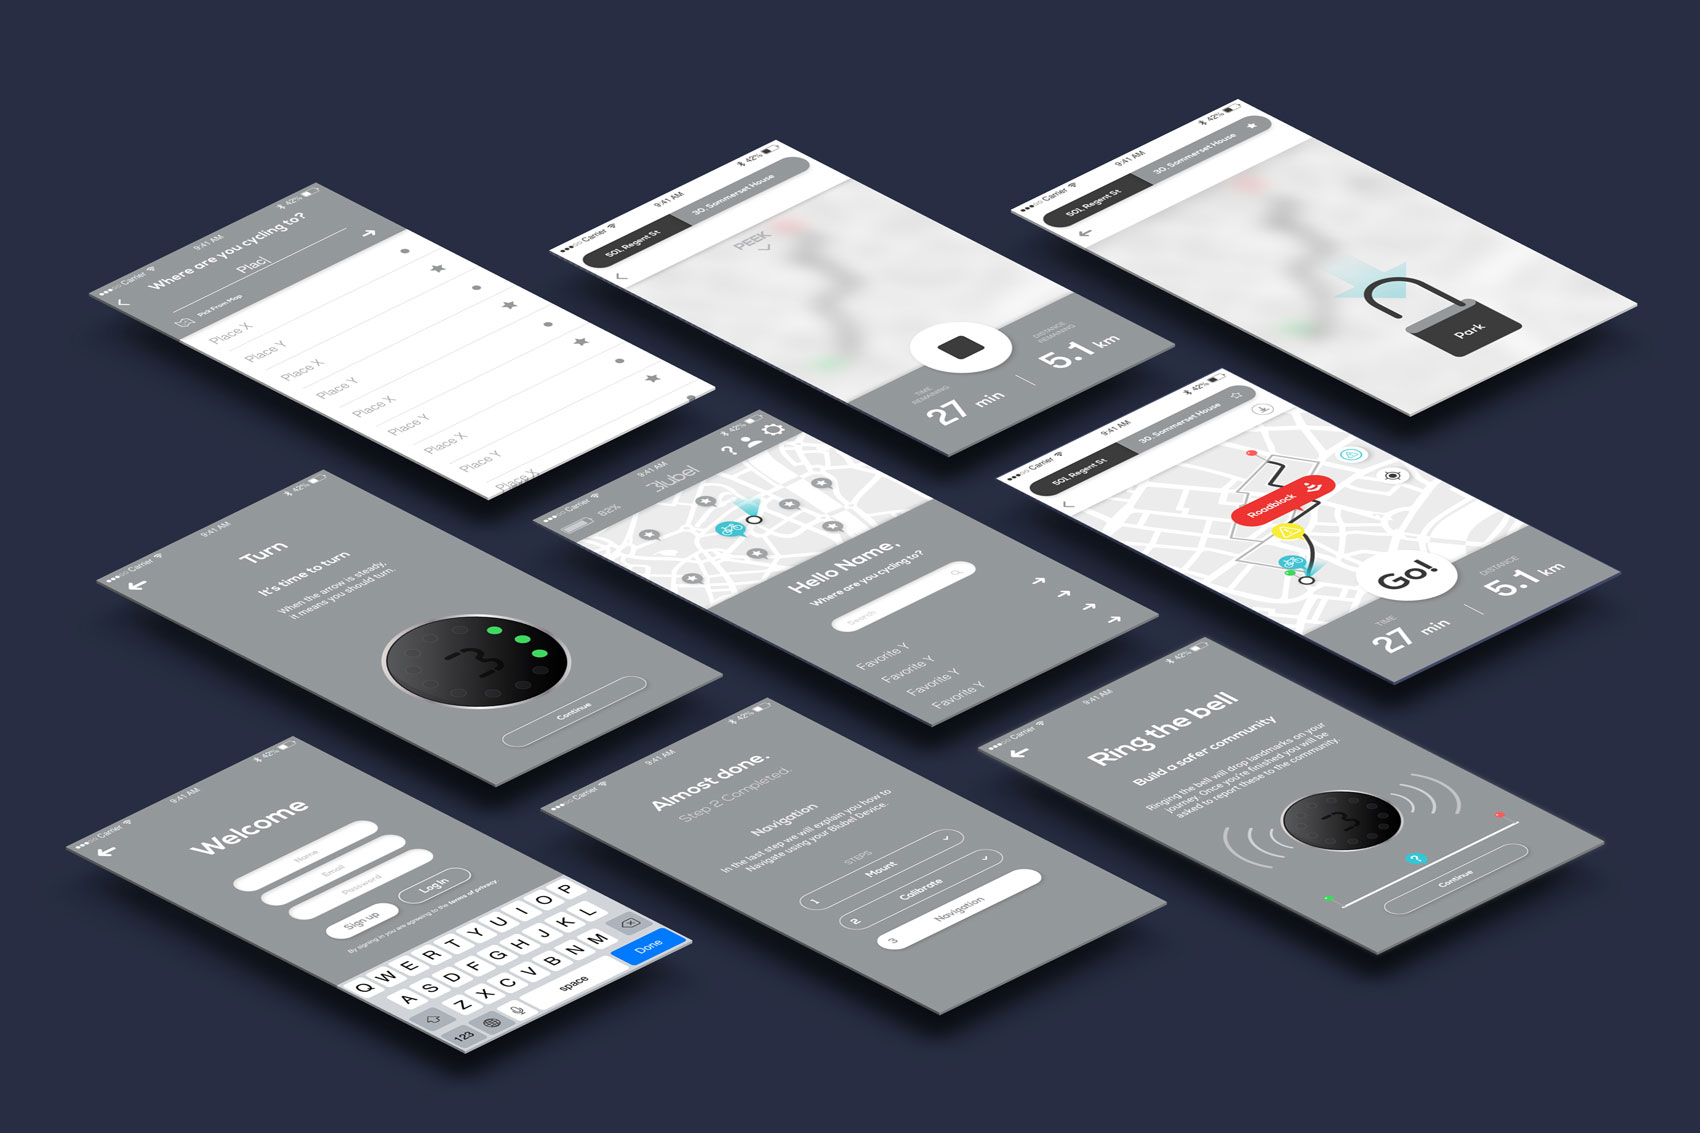 Carrier
9:41 AM
42%
Where are you cycling to?
Plac
Pick From Map
Place X
Place Y
Place X
Place Y
Place X
Place Y
Place X
Place Y
Place X
Carrier
9:41 AM
42%
501. Regent St
30. Sommerset House
PEEK
TIME
REMAINING
27 min
DISTANCE
REMAINING
5.1 km
Carrier
9:41 AM
42%
501. Regent St
30. Sommerset House
Park
42%
9:41 AM
Carrier
Turn
It's time to turn
When the arrow is steady,
it means you should turn.
Continue
Carrier
9:41 AM
42%
82%
Blubel
Hello Name,
Where are you cycling to?
Search
Favorite Y
Favorite Y
Favorite Y
Favorite Y
Carrier
9:41 AM
42%
501. Regent St
30. Sommerset House
Roadblock
Go!
TIME
27 min
DISTANCE
5.1 km
Carrier
9:41 AM
42%
Welcome
Name
Email
Password
Sign up
Log in
By signing in you are agreeing to the terms of privacy
Q W E R T Y U I O P
A S D F G H J K L
Z X C V B N M
123
space
Done
Carrier
9:41 AM
42%
Almost done.
Step 2 Completed.
Navigation
In the last step we will explain you how to
Navigate using your Blubel Device.
STEPS
1 Mount
2 Calibrate
3 Navigation
Carrier
9:41 AM
42%
Ring the bell
Build a safer community
Ringing the bell will drop landmarks on your
journey. Once you're finished you will be
asked to report these to the community.
?
Continue